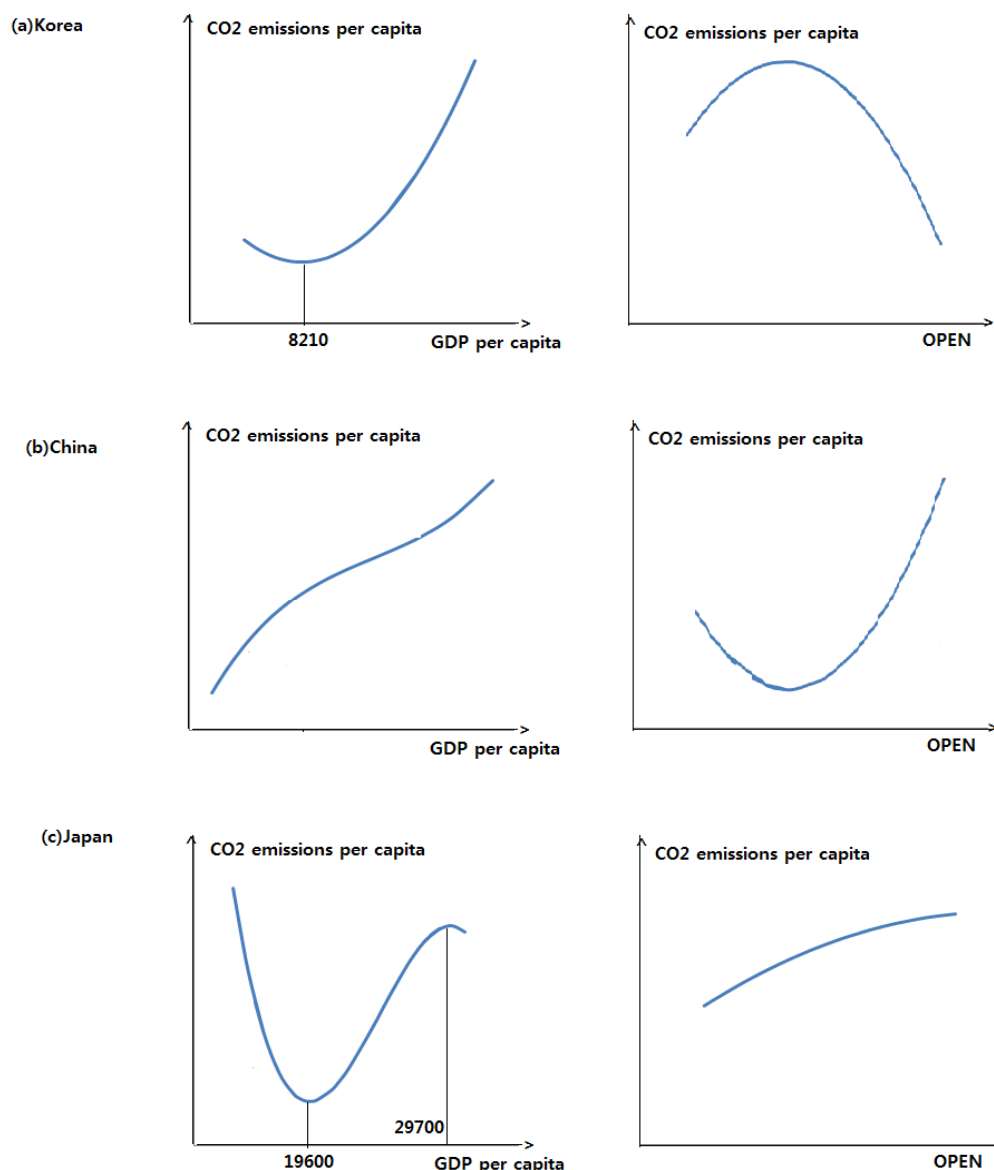 (a)Korea
CO2 emissions per capita
8210
GDP per capita
CO2 emissions per capita
OPEN
(b)China
CO2 emissions per capita
GDP per capita
CO2 emissions per capita
OPEN
(c)Japan
CO2 emissions per capita
29700
19600
GDP per capita
CO2 emissions per capita
OPEN